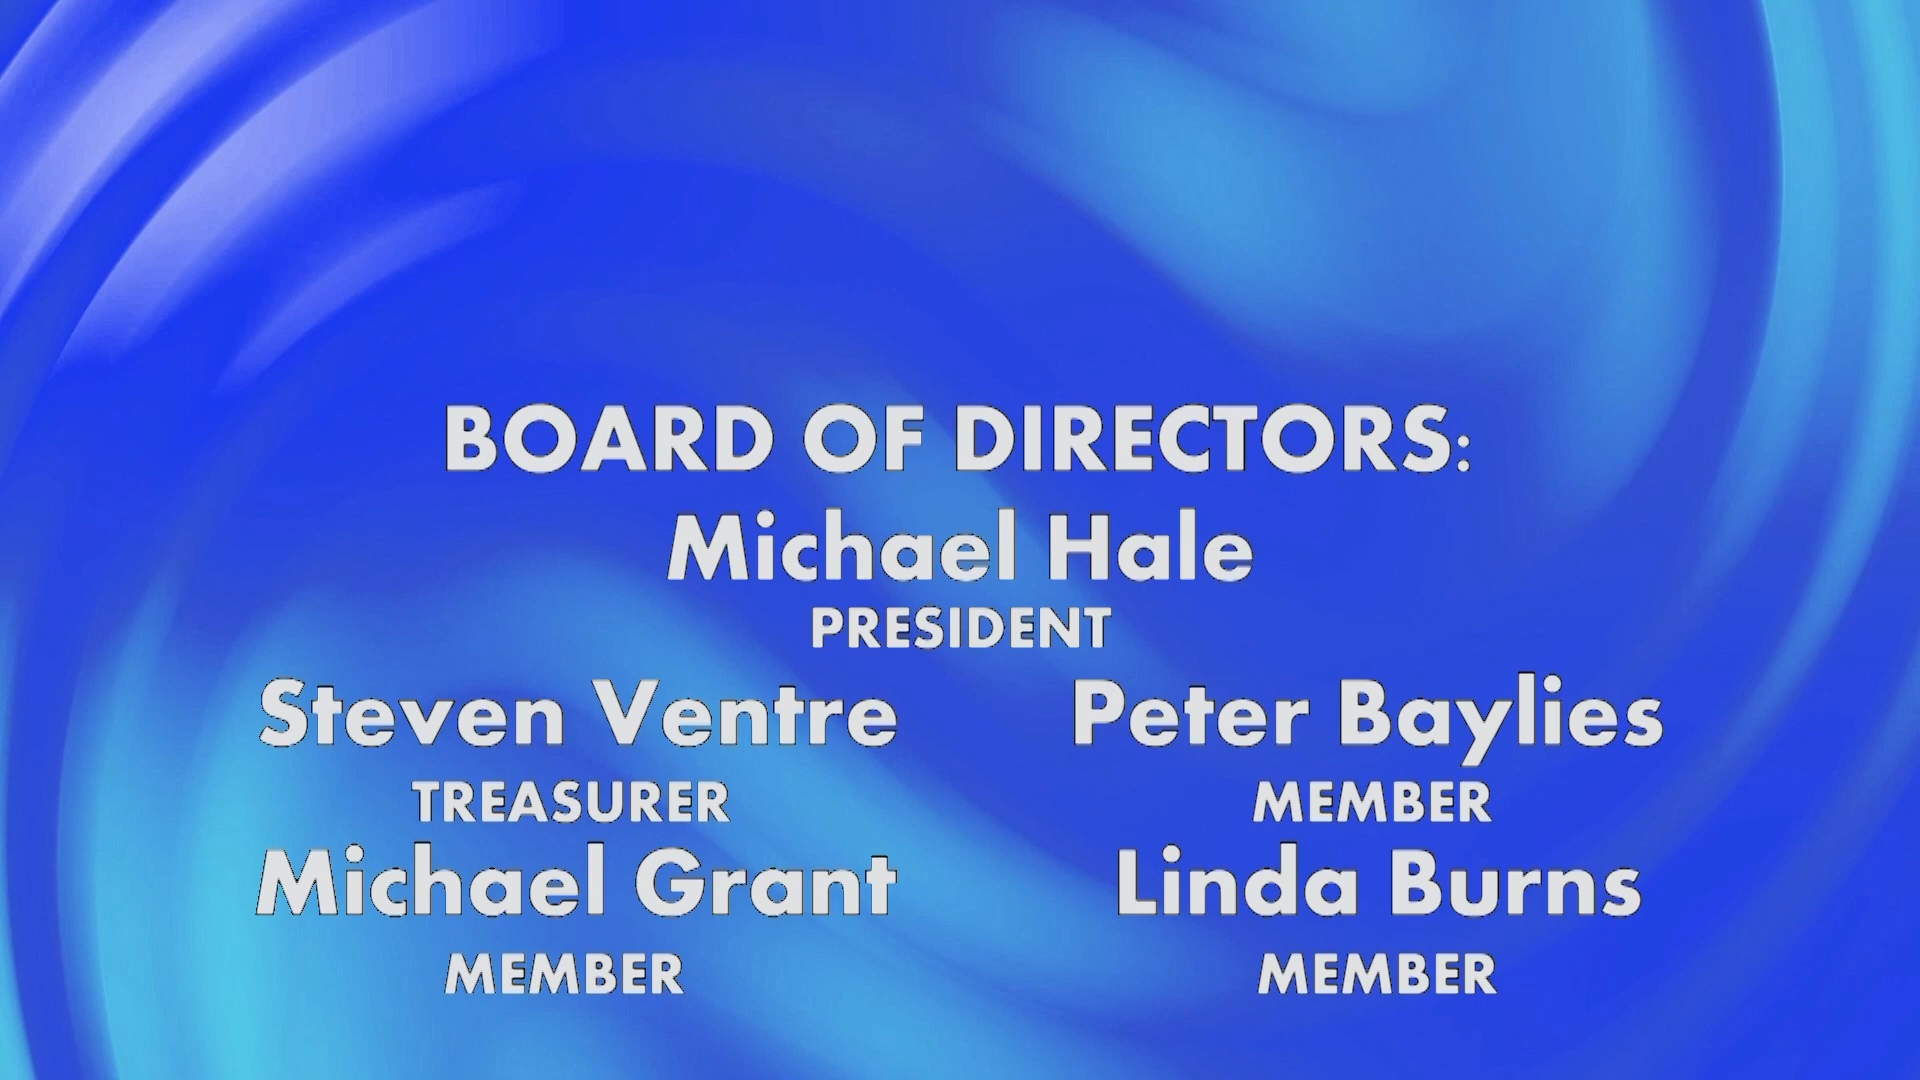 BOARD OF DIRECTORS:
Michael Hale
PRESIDENT
Steven Ventre Peter Baylies
TREASURER MEMBER
Michael Grant Linda Burns
MEMBER MEMBER